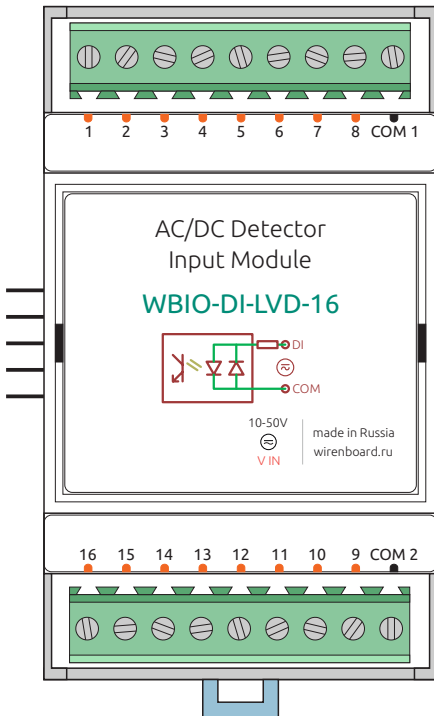 1 2 3 4 5 6 7 8 COM 1
AC/DC Detector
Input Module
WBIO-DI-LVD-16
DI
COM
10-50V
V IN
made in Russia
wirenboard.ru
16 15 14 13 12 11 10 9 COM 2